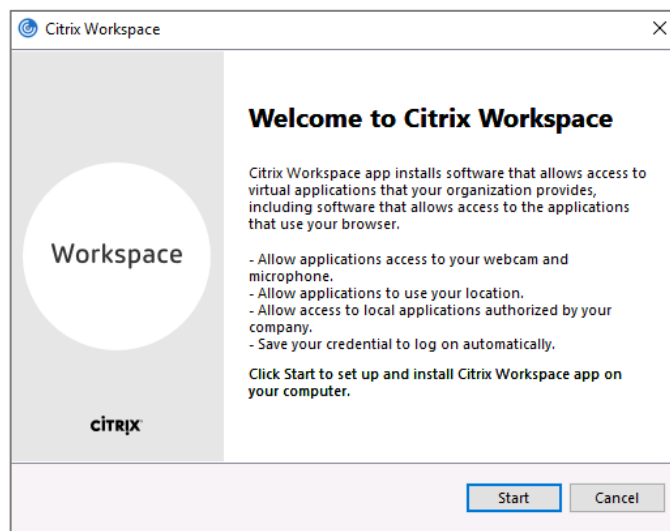 Citrix Workspace
Welcome to Citrix Workspace
Citrix Workspace app installs software that allows access to
virtual applications that your organization provides,
including software that allows access to the applications
that use your browser.
- Allow applications access to your webcam and
microphone.
- Allow applications to use your location.
- Allow access to local applications authorized by your
company.
- Save your credential to log on automatically.
Click Start to set up and install Citrix Workspace app on
your computer.
Workspace
CİTRIX
Start
Cancel